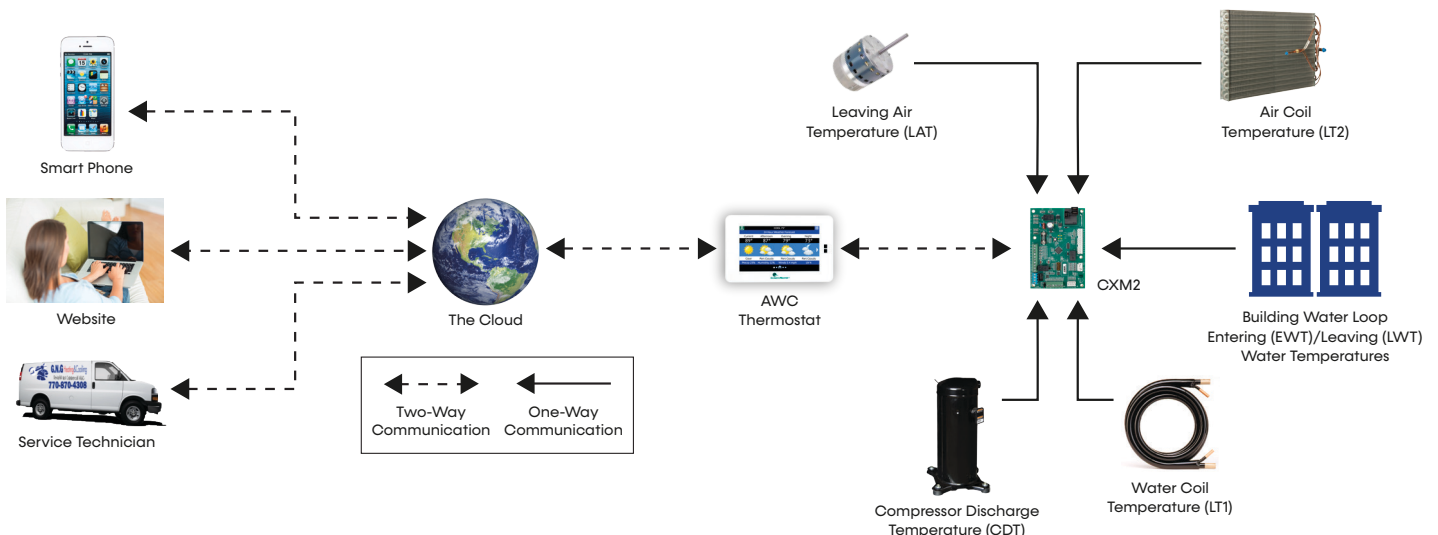 Smart Phone
Website
G.N.G Heating&Cooling
770-870-4308
Service Technician
The Cloud
Two-Way
Communication
One-Way
Communication
AWC
Thermostat
Leaving Air
Temperature (LAT)
Air Coil
Temperature (LT2)
CXM2
Building Water Loop
Entering (EWT)/Leaving (LWT)
Water Temperatures
Compressor Discharge
Temperature (CDT)
Water Coil
Temperature (LT1)